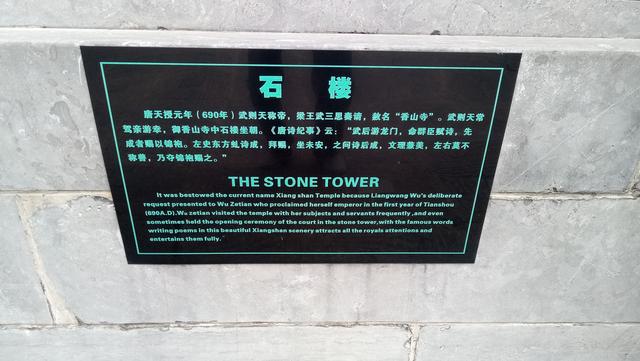 石 楼
唐天授元年（690年）武则天称帝，梁王武三思奏请，敕名“香山寺”。武则天常
驾亲游幸，御香山寺中石楼坐朝。《唐诗纪事》云：“武后游龙门，命群臣赋诗，先
成者赐以锦袍。左史东方虬诗成，拜赐，坐未安，之问诗后成，文理兼美，左右莫不
称善，乃夺锦袍赐之。”
THE STONE TOWER
It was bestowed the current name Xiang shan Temple because Liangwang Wu's deliberate
request presented to Wu Zetian who proclaimed herself emperor in the first year of Tianshou
(690A.D).Wu zetian visited the temple with her subjects and servants frequently ,and even
sometimes held the opening ceremony of the court in the stone tower,with the famous words
writing poems in this beautiful Xiangshan scenery attracts all the royals attentions and
entertains them fully.